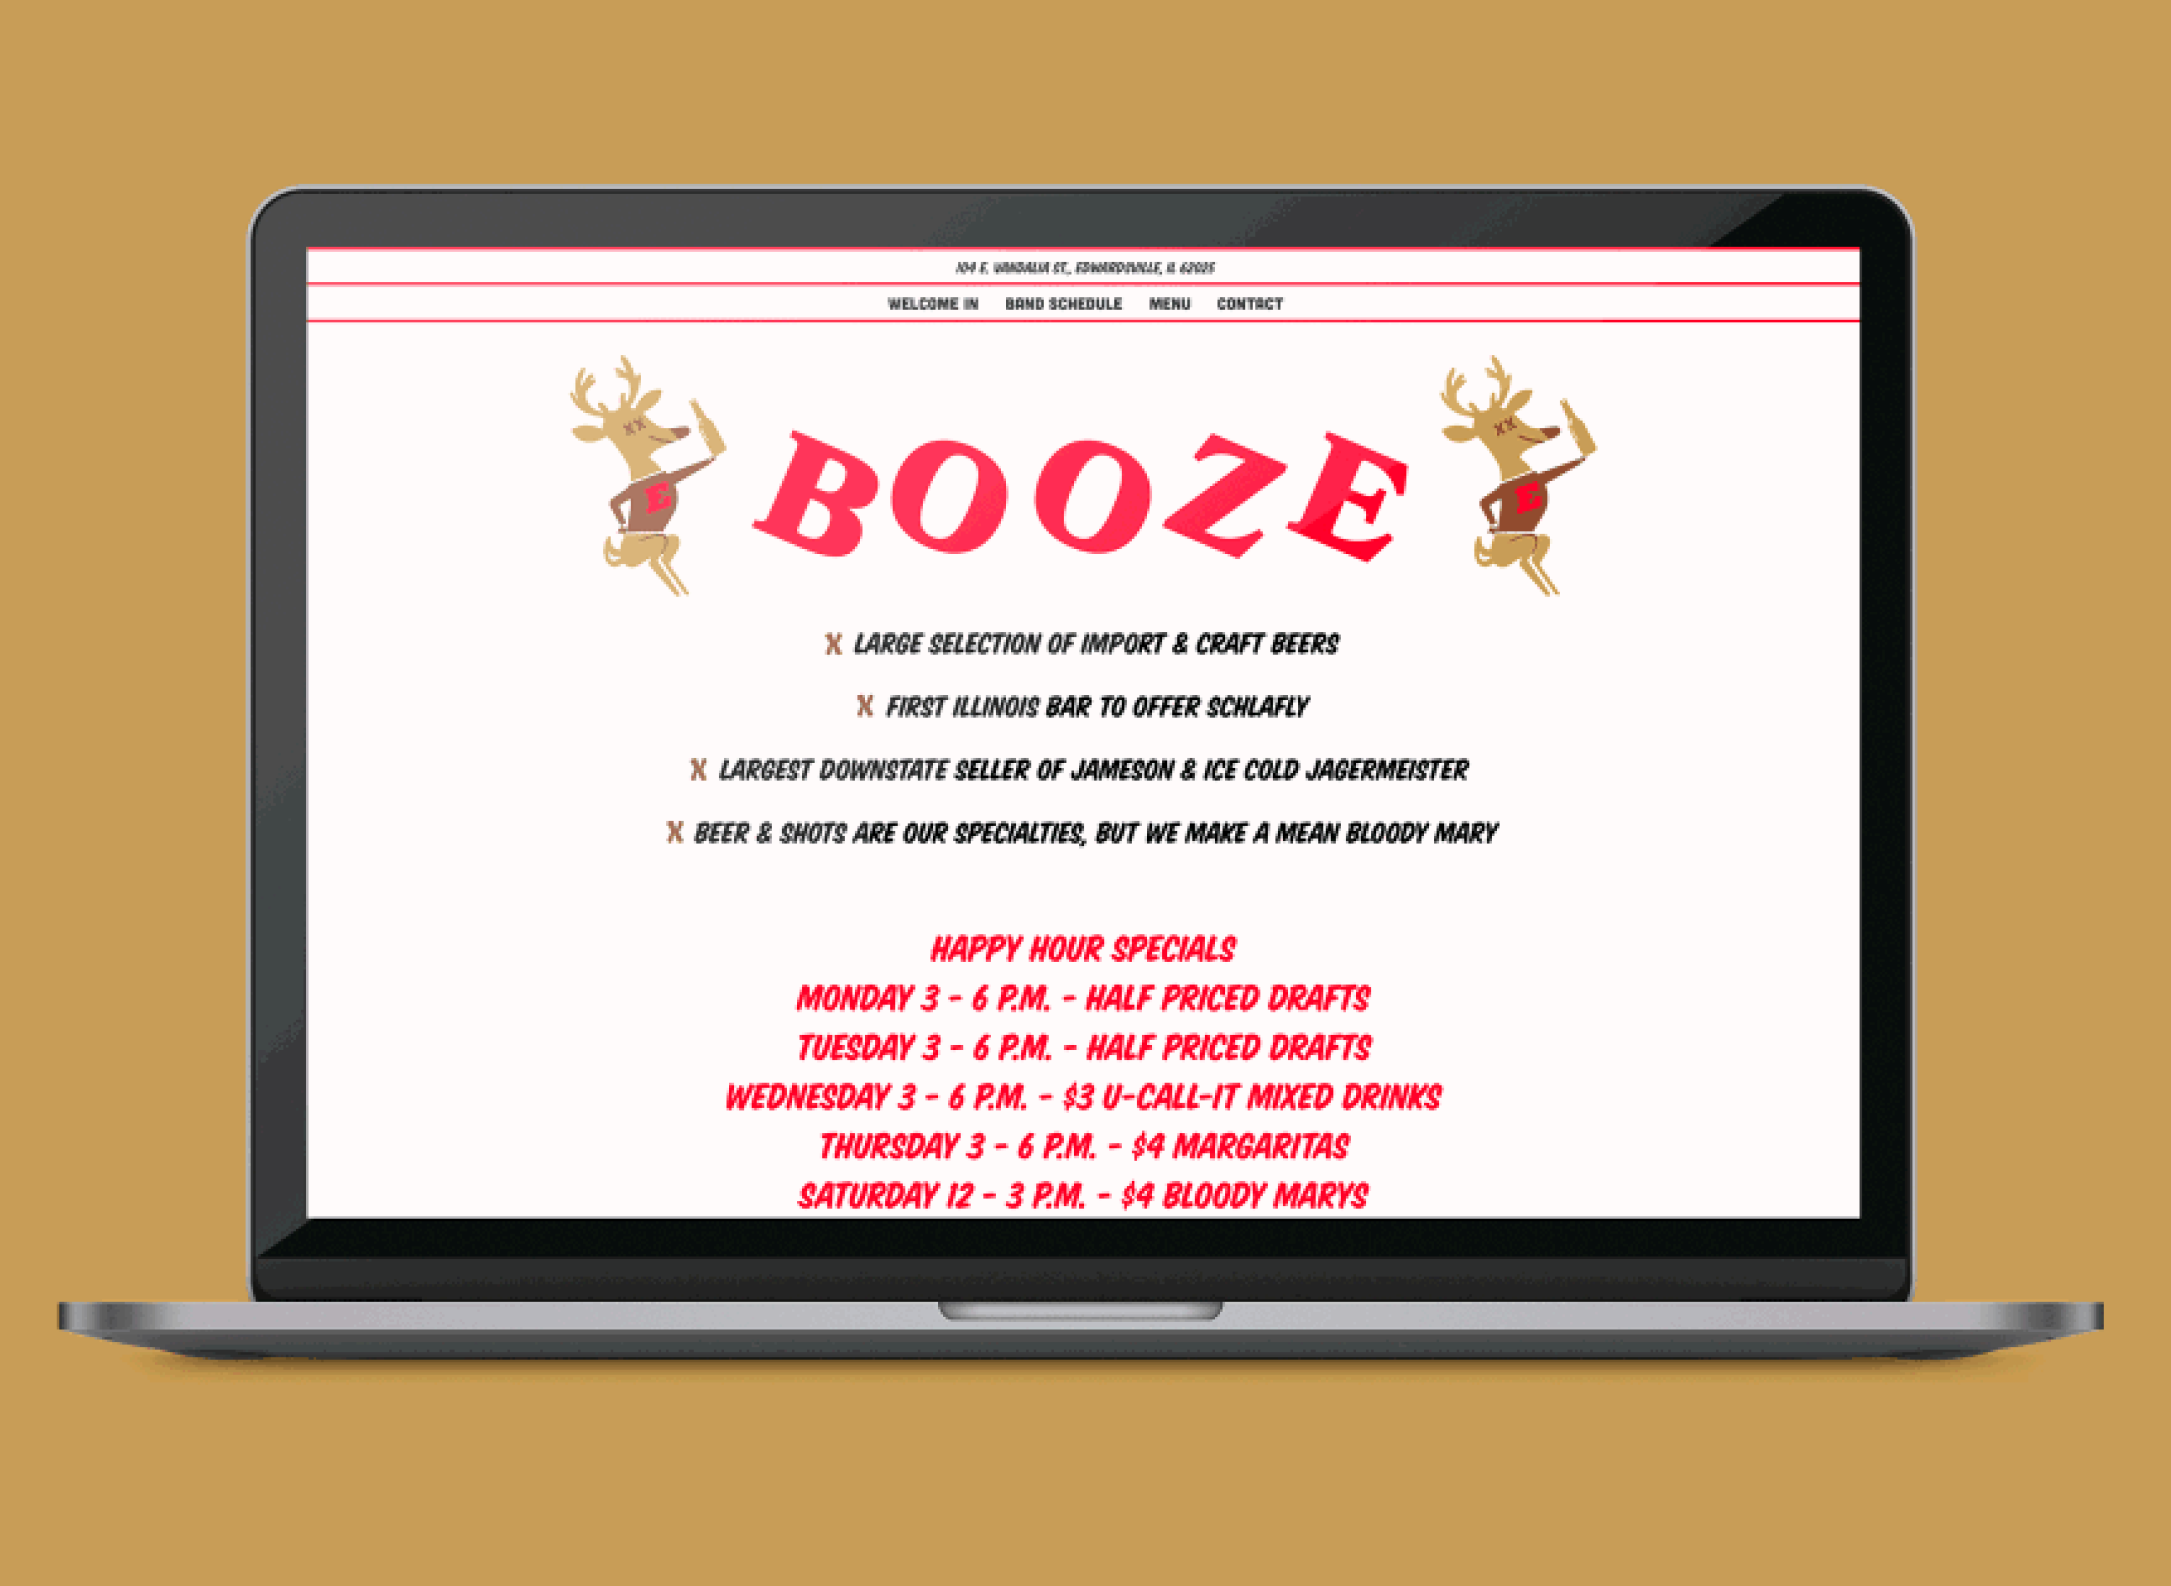 104 E. VANDALIA ST., EDWARDSVILLE, IL 62025
WELCOME IN BAND SCHEDULE MENU CONTACT
BOOZE
E
E
X LARGE SELECTION OF IMPORT & CRAFT BEERS
X FIRST ILLINOIS BAR TO OFFER SCHLAFLY
X LARGEST DOWNSTATE SELLER OF JAMESON & ICE COLD JAGERMEISTER
X BEER & SHOTS ARE OUR SPECIALTIES, BUT WE MAKE A MEAN BLOODY MARY
HAPPY HOUR SPECIALS
MONDAY 3 - 6 P.M. - HALF PRICED DRAFTS
TUESDAY 3 - 6 P.M. - HALF PRICED DRAFTS
WEDNESDAY 3 - 6 P.M. - $3 U-CALL-IT MIXED DRINKS
THURSDAY 3 - 6 P.M. - $4 MARGARITAS
SATURDAY 12 - 3 P.M. - $4 BLOODY MARYS